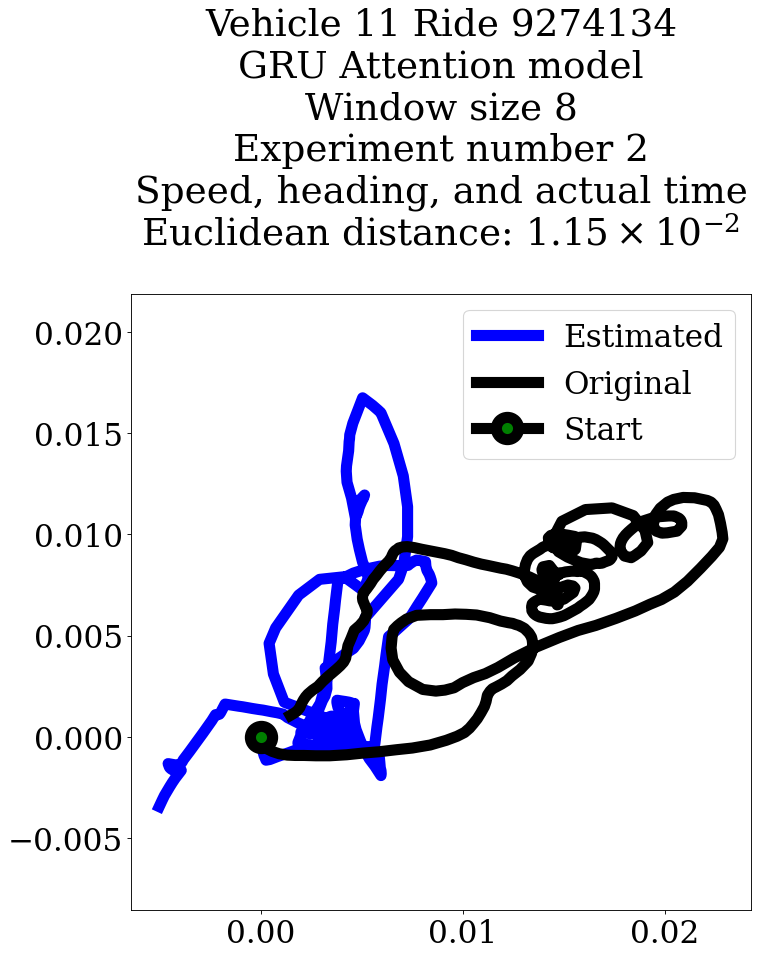 Vehicle 11 Ride 9274134
GRU Attention model
Window size 8
Experiment number 2
Speed, heading, and actual time
Euclidean distance: 1.15 × 10⁻²
Estimated
Original
Start
0.020
0.015
0.010
0.005
0.000
−0.005
0.00 0.01 0.02